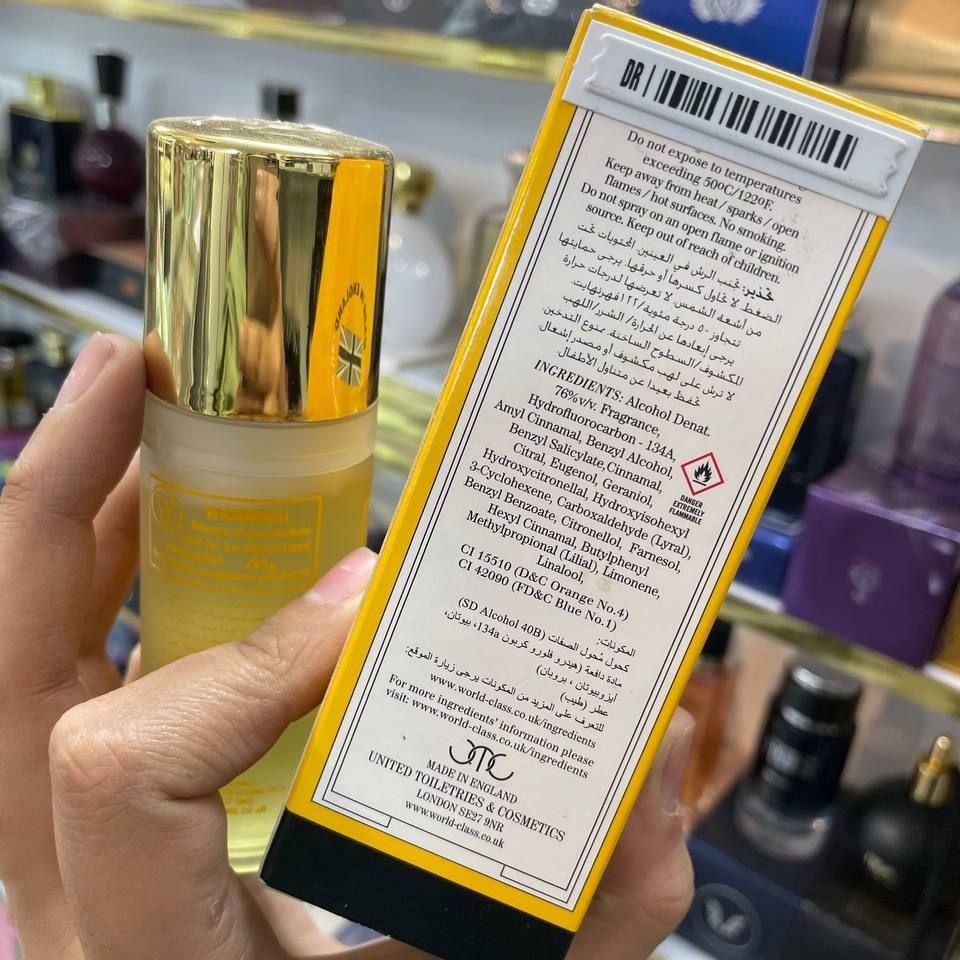 DR |
Do not expose to temperatures
exceeding 500C/1220F.
Keep away from heat / sparks / open
flames / hot surfaces. No smoking.
Do not spray on an open flame or ignition
source. Keep out of reach of children.
تحذير: تجنب الرش في العينين. المحتويات تحت
الضغط. لا تحاول كسرها أو حرقها. يرجى حمايتها
من أشعة الشمس. لا تعرضها لدرجات حرارة
تتجاوز ٥٠ درجة مئوية/١٢٢ فهرنهايت.
يرجى إبعادها عن الحرارة/ الشرر/اللهب
المكشوف/السطوح الساخنة. ممنوع التدخين
لا ترش على لهب مكشوف أو مصدر إشعال
تحفظ بعيدا عن متناول الأطفال
INGREDIENTS: Alcohol Denat.
76%v/v. Fragrance,
Hydrofluorocarbon - 134A,
Amyl Cinnamal, Benzyl Alcohol,
Benzyl Salicylate, Cinnamal,
Citral, Eugenol, Geraniol,
Hydroxycitronellal, Hydroxyisohexyl
3-Cyclohexene, Carboxaldehyde (Lyral),
Benzyl Benzoate, Citronellol, Farnesol,
Hexyl Cinnamal, Butylphenyl
Methylpropional (Lilial), Limonene,
Linalool,
CI 15510 (D&C Orange No.4)
CI 42090 (FD&C Blue No.1)
DANGER
EXTREMELY
FLAMMABLE
المكونات:
كحول محول الصفات (SD Alcohol 40B)
مادة دافعة (هيدرو فلورو كربون 134a، بيوتان،
ايزوبيوتان ، بروبان)
عطر (طيب)
للتعرف على المزيد من المكونات يرجى زيارة الموقع:
www.world-class.co.uk/ingredients
For more ingredients' information please
visit: www.world-class.co.uk/ingredients
MADE IN ENGLAND
UNITED TOILETRIES & COSMETICS
LONDON SE27 9NR
www.world-class.co.uk
WARNING!